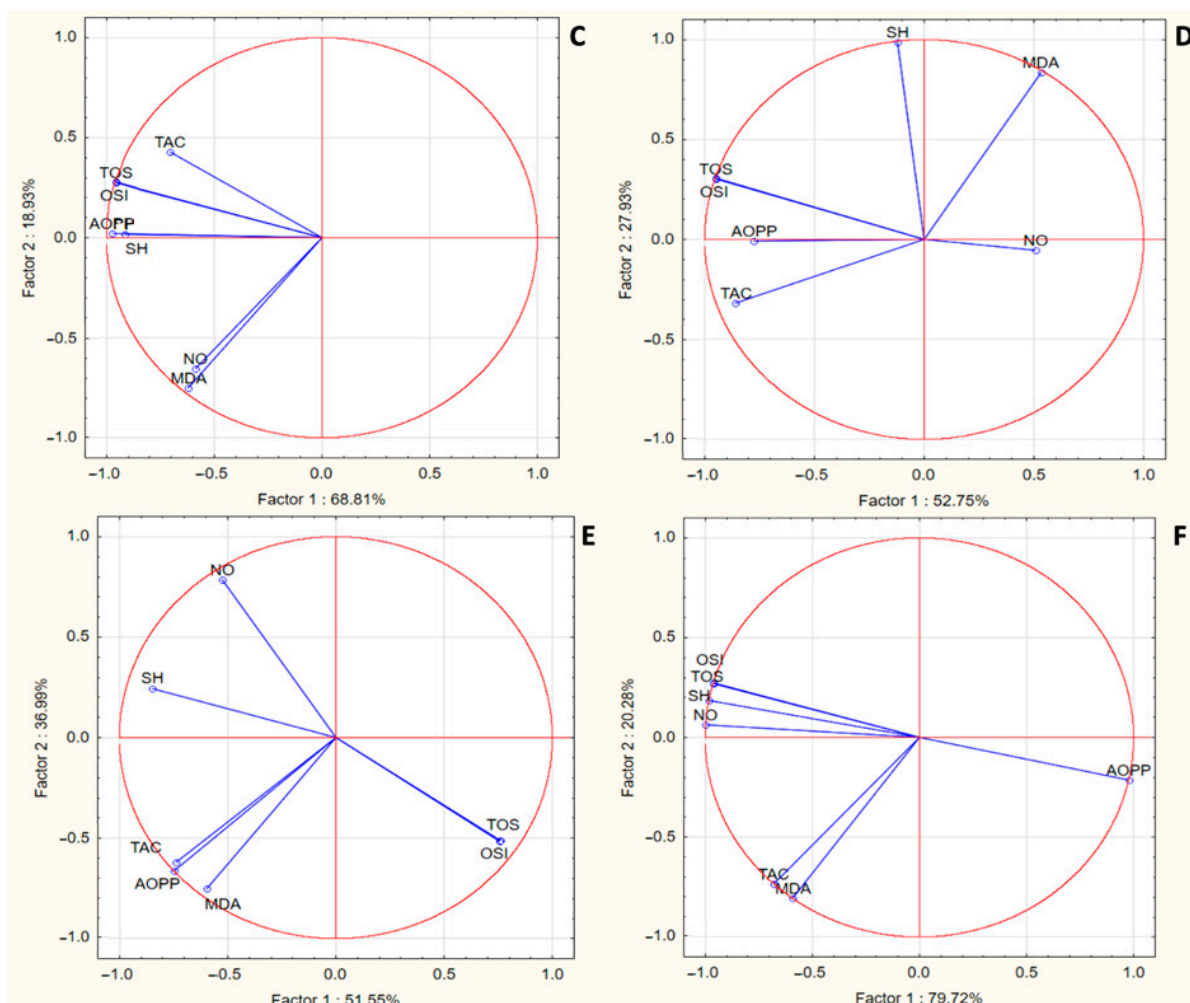 C
1.0
0.5
0.0
−0.5
−1.0
Factor 2 : 18.93%
TAC
TOS
OSI
AOPP
SH
NO
MDA
−1.0 −0.5 0.0 0.5 1.0
Factor 1 : 68.81%
D
1.0
0.5
0.0
−0.5
−1.0
Factor 2 : 27.93%
SH
MDA
TOS
OSI
AOPP
NO
TAC
−1.0 −0.5 0.0 0.5 1.0
Factor 1 : 52.75%
E
1.0
0.5
0.0
−0.5
−1.0
Factor 2 : 36.99%
NO
SH
TOS
OSI
TAC
AOPP
MDA
−1.0 −0.5 0.0 0.5 1.0
Factor 1 : 51.55%
F
1.0
0.5
0.0
−0.5
−1.0
Factor 2 : 20.28%
OSI
TOS
SH
NO
AOPP
TAC
MDA
−1.0 −0.5 0.0 0.5 1.0
Factor 1 : 79.72%